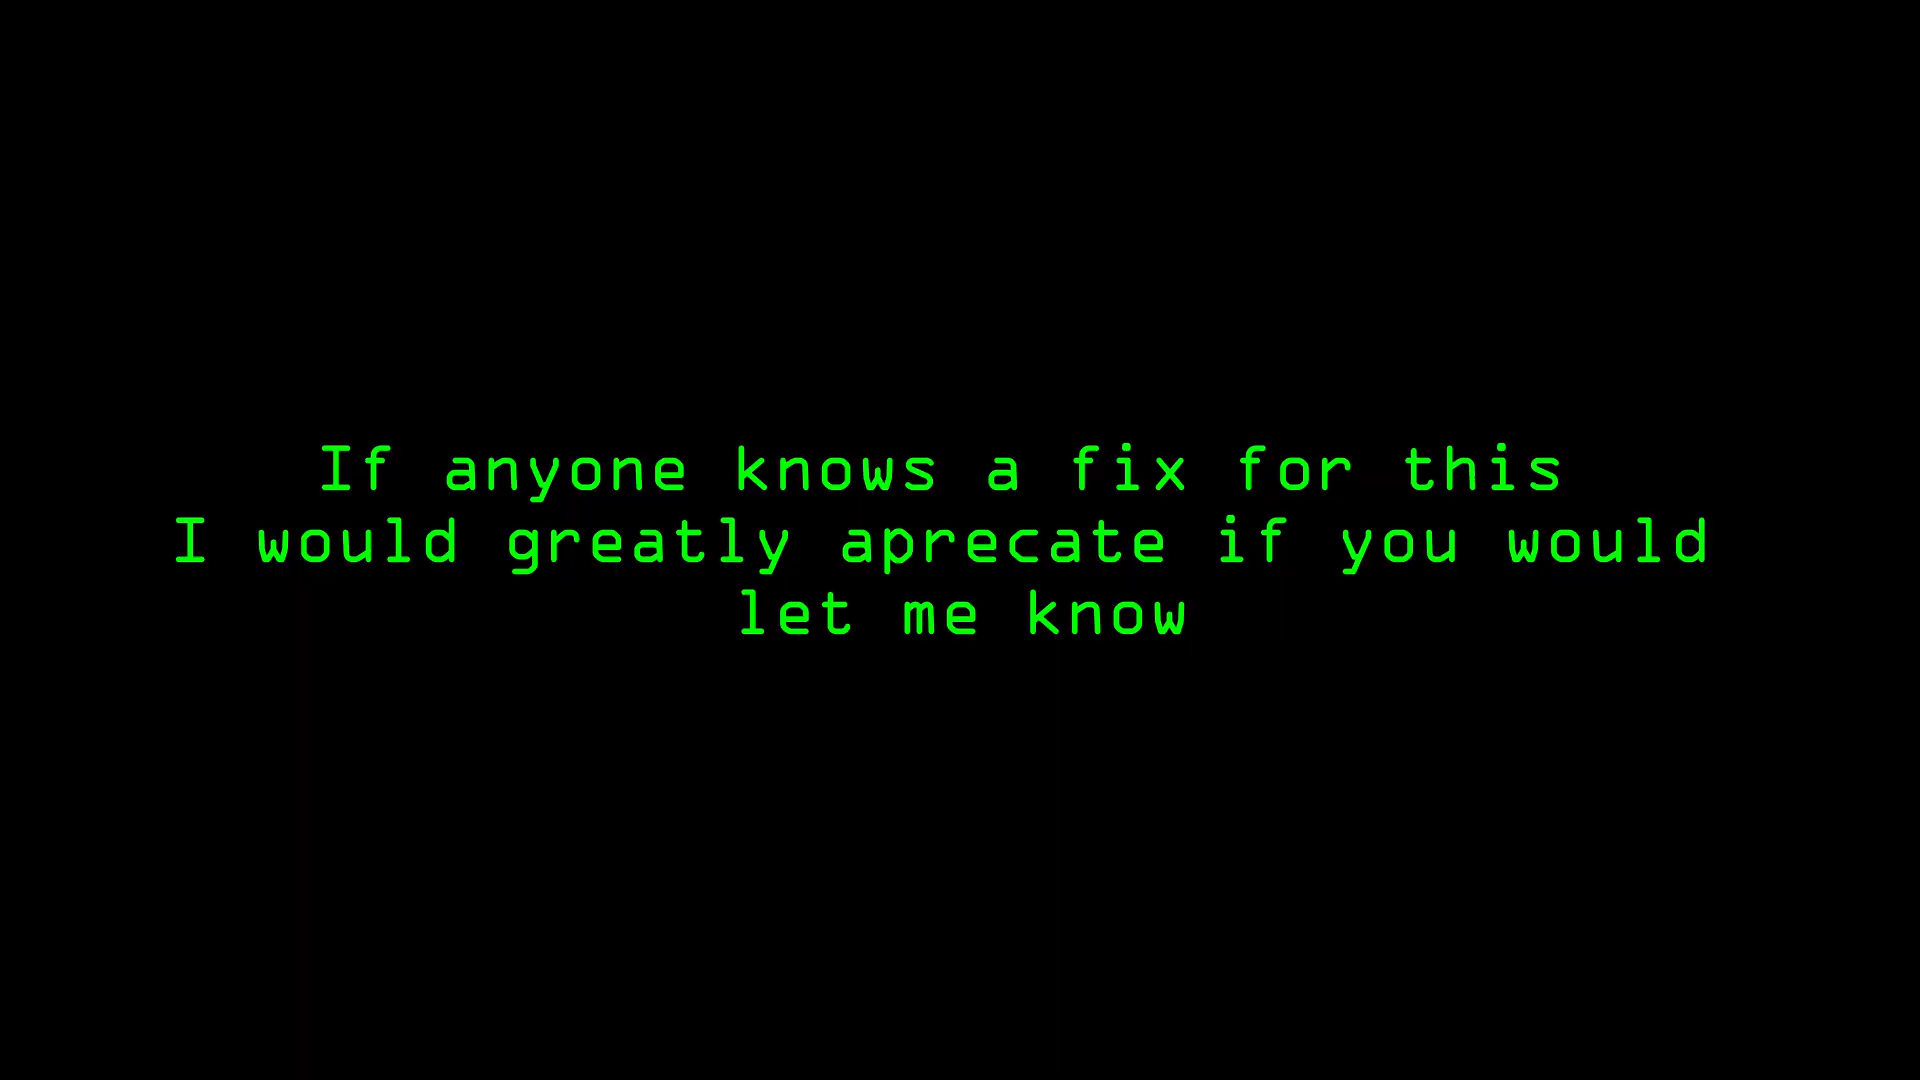 If anyone knows a fix for this
I would greatly aprecate if you would
let me know